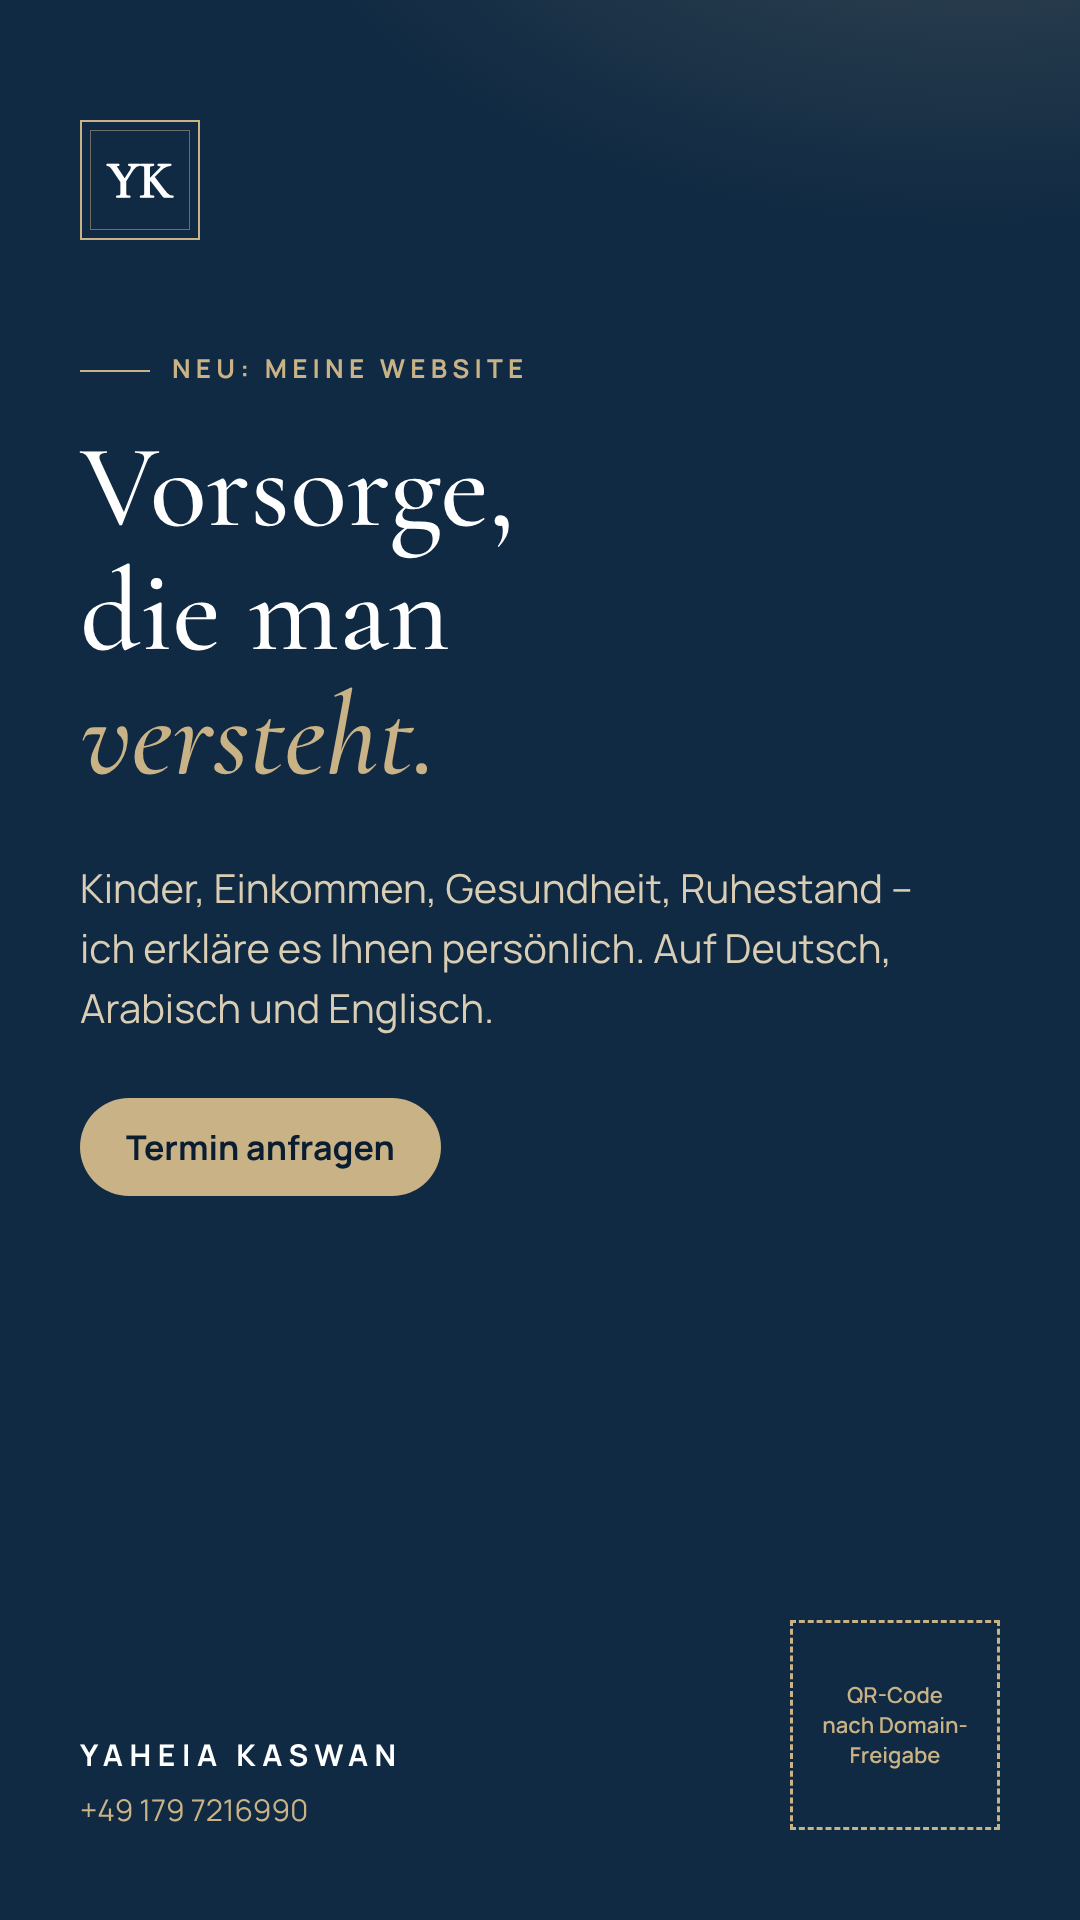 YK
NEU: MEINE WEBSITE
Vorsorge,
die man
versteht.
Kinder, Einkommen, Gesundheit, Ruhestand –
ich erkläre es Ihnen persönlich. Auf Deutsch,
Arabisch und Englisch.
Termin anfragen
QR-Code
nach Domain-
Freigabe
YAHEIA KASWAN
+49 179 7216990